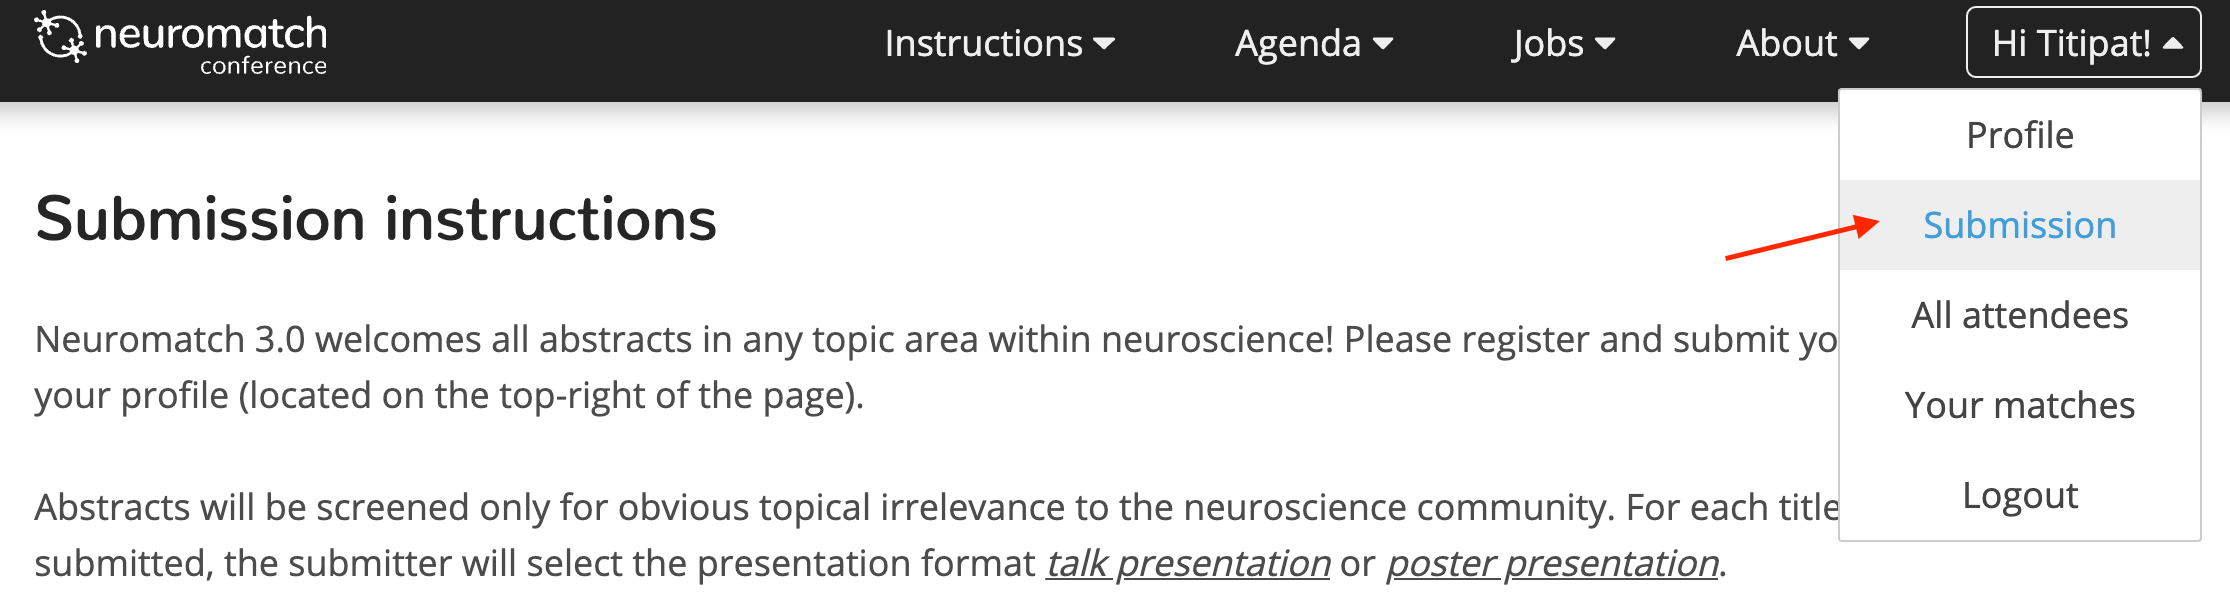 neuromatch
conference
Instructions
Agenda
Jobs
About
Hi Titipat!
Profile
Submission
All attendees
Your matches
Logout
Submission instructions
Neuromatch 3.0 welcomes all abstracts in any topic area within neuroscience! Please register and submit yo
your profile (located on the top-right of the page).
Abstracts will be screened only for obvious topical irrelevance to the neuroscience community. For each title
submitted, the submitter will select the presentation format talk presentation or poster presentation.